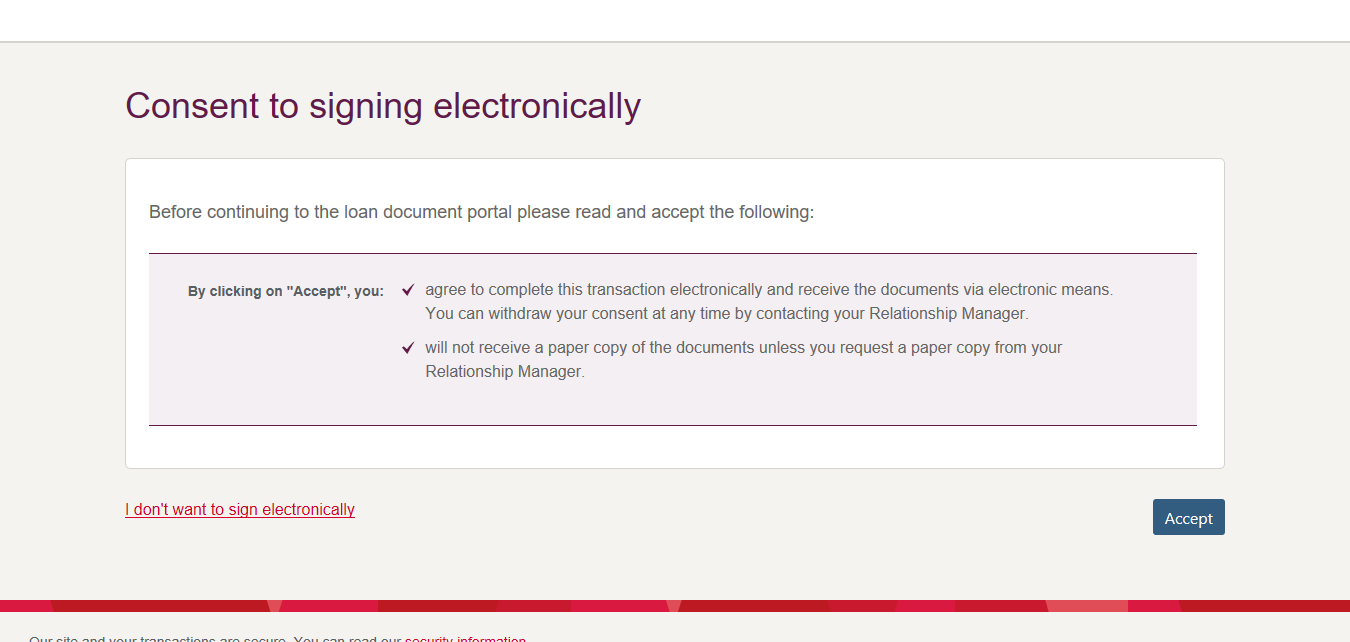 Consent to signing electronically
Before continuing to the loan document portal please read and accept the following:
By clicking on "Accept", you:
agree to complete this transaction electronically and receive the documents via electronic means.
You can withdraw your consent at any time by contacting your Relationship Manager.
will not receive a paper copy of the documents unless you request a paper copy from your
Relationship Manager.
I don't want to sign electronically
Accept
Our site and your transactions are secure. You can read our security information